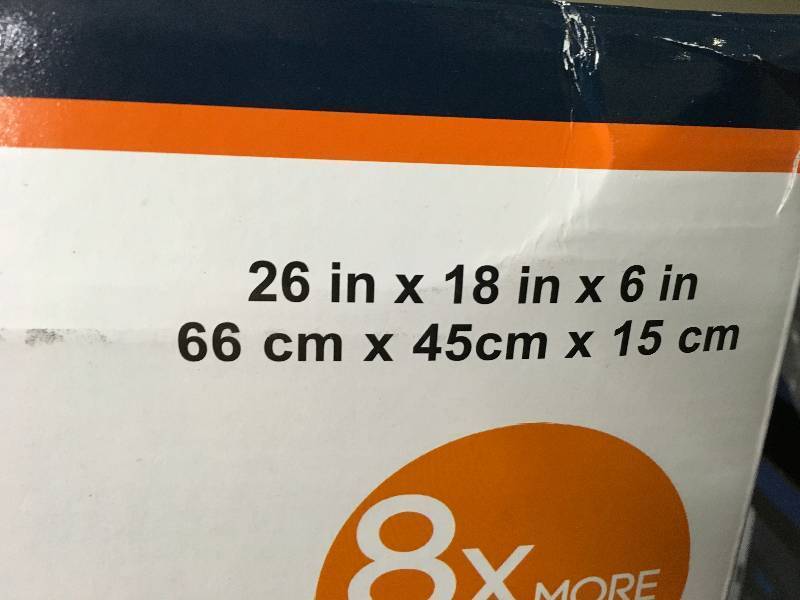 26 in x 18 in x 6 in
66 cm x 45cm x 15 cm
8x MORE